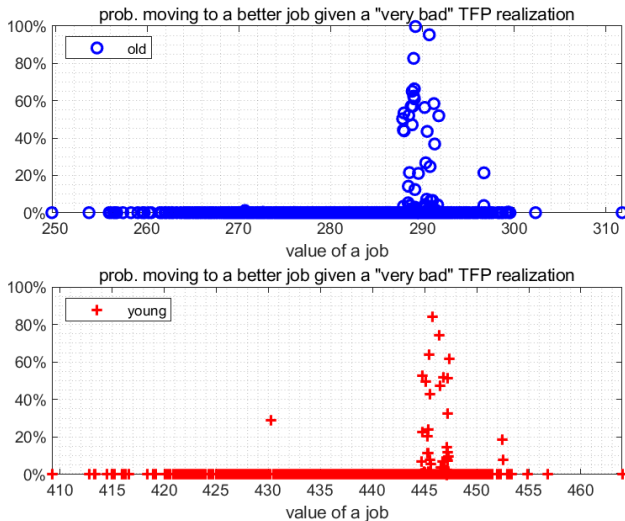 prob. moving to a better job given a "very bad" TFP realization
100%
old
80%
60%
40%
20%
0%
250 260 270 280 290 300 310
value of a job
prob. moving to a better job given a "very bad" TFP realization
100%
young
80%
60%
40%
20%
0%
410 415 420 425 430 435 440 445 450 455 460
value of a job